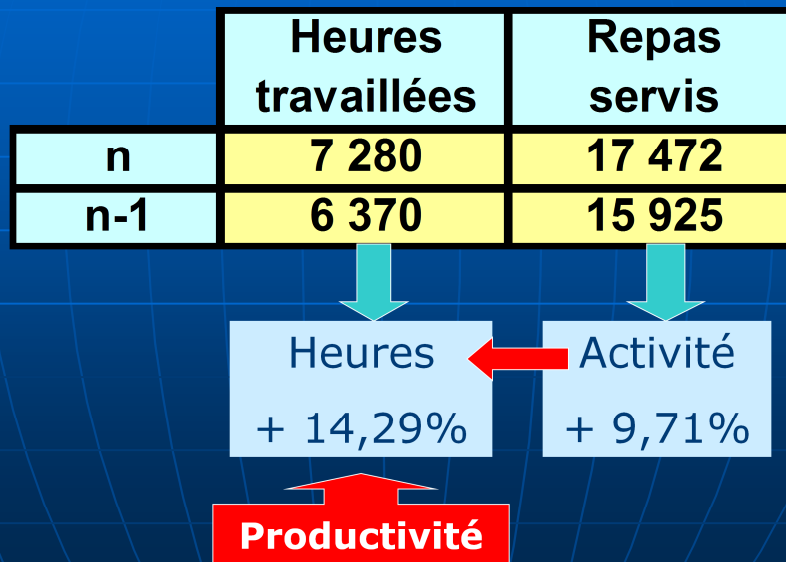 Heures travaillées Repas servis
n 7 280 17 472
n-1 6 370 15 925
Heures Activité
+ 14,29% + 9,71%
Productivité